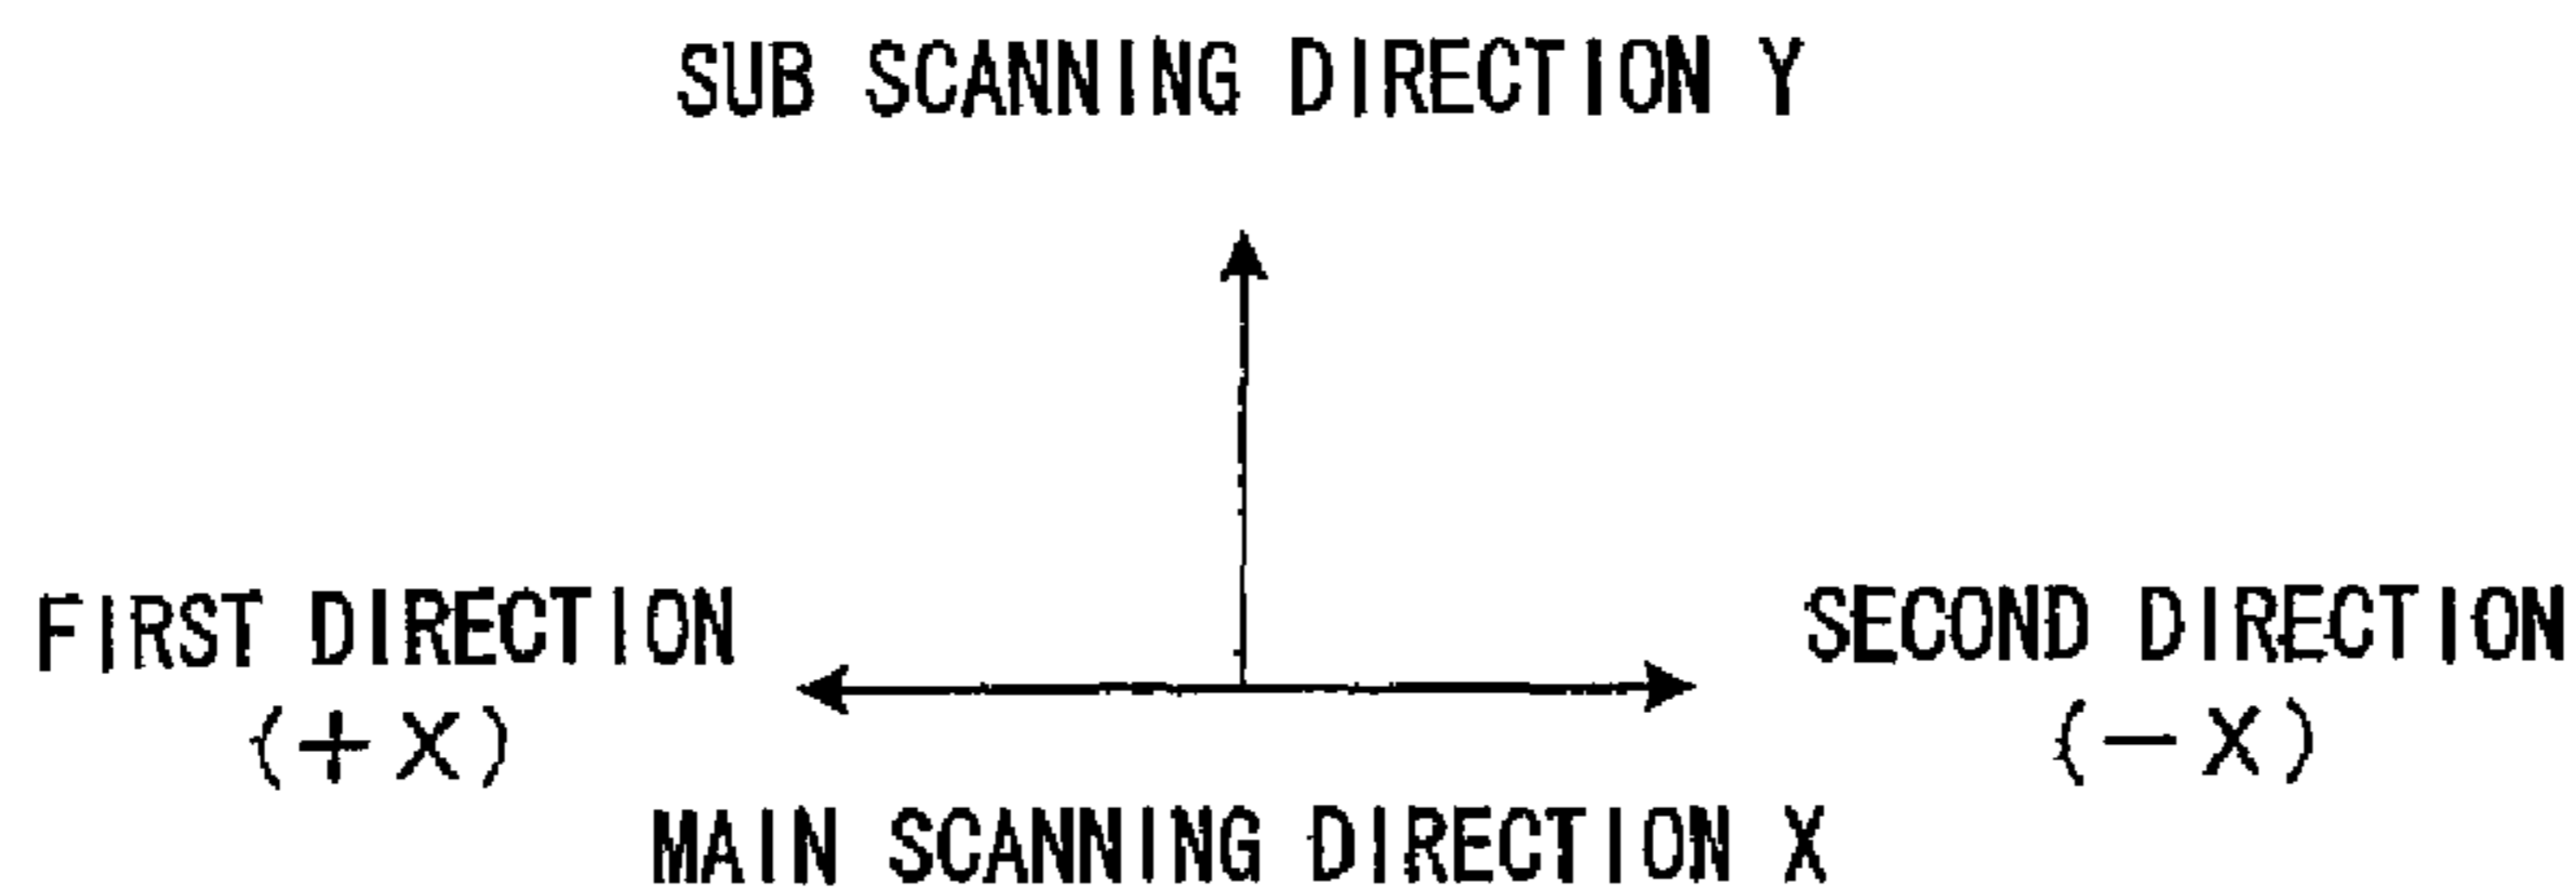 SUB SCANNING DIRECTION Y
FIRST DIRECTION
(+X)
SECOND DIRECTION
(-X)
MAIN SCANNING DIRECTION X